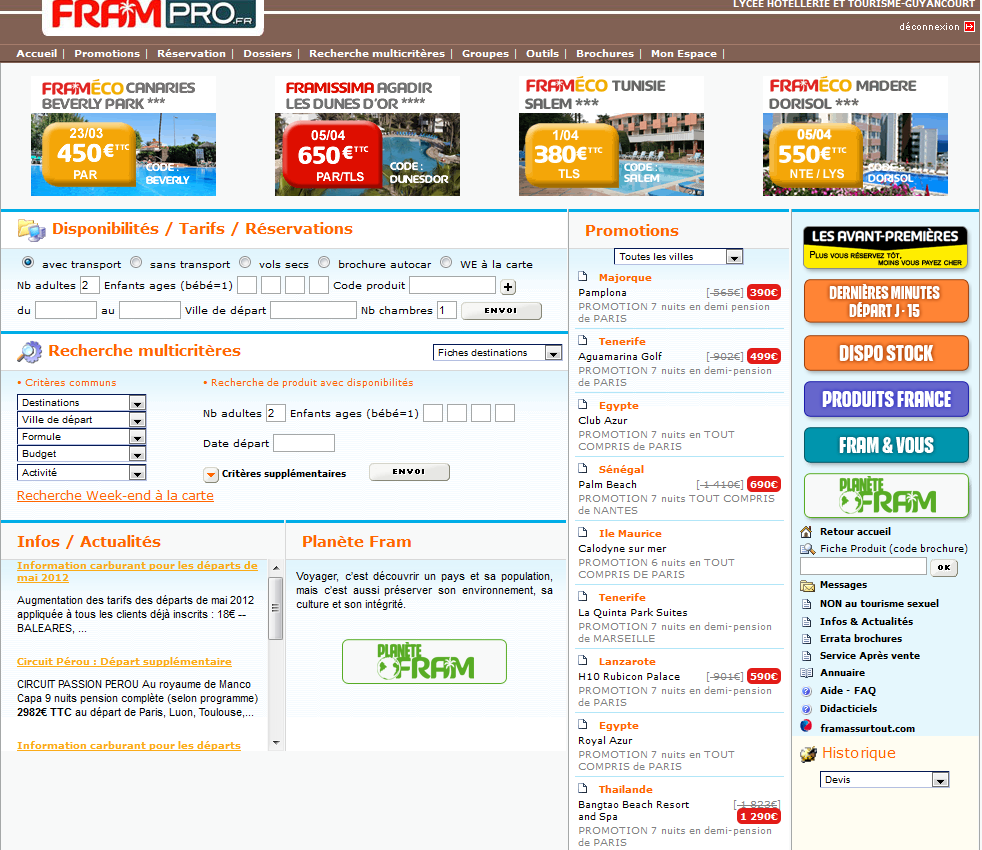 LYCEE HOTELLERIE ET TOURISME-GUYANCOURT
FRAM PRO.FR
déconnexion
Accueil | Promotions | Réservation | Dossiers | Recherche multicritères | Groupes | Outils | Brochures | Mon Espace |
FRAMÉCO CANARIES
BEVERLY PARK ***
23/03
450€TTC
PAR
CODE :
BEVERLY
FRAMISSIMA AGADIR
LES DUNES D'OR ****
05/04
650€TTC
PAR/TLS
CODE :
DUNESDOR
FRAMÉCO TUNISIE
SALEM ***
1/04
380€TTC
TLS
CODE :
SALEM
FRAMÉCO MADERE
DORISOL ***
05/04
550€TTC
NTE / LYS
CODE :
DORISOL
Disponibilités / Tarifs / Réservations
avec transport sans transport vols secs brochure autocar WE à la carte
Nb adultes 2 Enfants ages (bébé=1) Code produit +
du au Ville de départ Nb chambres 1 ENVOI
Recherche multicritères
Fiches destinations
• Critères communs
Destinations
Ville de départ
Formule
Budget
Activité
Recherche Week-end à la carte
• Recherche de produit avec disponibilités
Nb adultes 2 Enfants ages (bébé=1)
Date départ
Critères supplémentaires ENVOI
Infos / Actualités
Information carburant pour les départs de
mai 2012
Augmentation des tarifs des départs de mai 2012
appliquée à tous les clients déjà inscrits : 18€ --
BALEARES, ...
Circuit Pérou : Départ supplémentaire
CIRCUIT PASSION PEROU Au royaume de Manco
Capa 9 nuits pension complète (selon programme)
2982€ TTC au départ de Paris, Luon, Toulouse,...
Information carburant pour les départs
Planète Fram
Voyager, c'est découvrir un pays et sa population,
mais c'est aussi préserver son environnement, sa
culture et son intégrité.
PLANÈTE
FRAM
Promotions
Toutes les villes
Majorque
Pamplona [-565€] 390€
PROMOTION 7 nuits en demi pension
de PARIS
Tenerife
Aguamarina Golf [-902€] 499€
PROMOTION 7 nuits en demi-pension
de PARIS
Egypte
Club Azur
PROMOTION 7 nuits en TOUT
COMPRIS de PARIS
Sénégal
Palm Beach [-1 410€] 690€
PROMOTION 7 nuits TOUT COMPRIS
de NANTES
Ile Maurice
Calodyne sur mer
PROMOTION 6 nuits en TOUT
COMPRIS DE PARIS
Tenerife
La Quinta Park Suites
PROMOTION 7 nuits en demi-pension
de MARSEILLE
Lanzarote
H10 Rubicon Palace [-901€] 590€
PROMOTION 7 nuits en demi-pension
de PARIS
Egypte
Royal Azur
PROMOTION 7 nuits en TOUT
COMPRIS de PARIS
Thailande
Bangtao Beach Resort [-1 823€]
and Spa 1 290€
PROMOTION 7 nuits en demi-pension
de PARIS
LES AVANT-PREMIÈRES
PLUS VOUS RÉSERVEZ TÔT,
MOINS VOUS PAYEZ CHER
DERNIÈRES MINUTES
DÉPART J - 15
DISPO STOCK
PRODUITS FRANCE
FRAM & VOUS
PLANÈTE
FRAM
Retour accueil
Fiche Produit (code brochure)
OK
Messages
NON au tourisme sexuel
Infos & Actualités
Errata brochures
Service Après vente
Annuaire
Aide - FAQ
Didacticiels
framassurtout.com
Historique
Devis